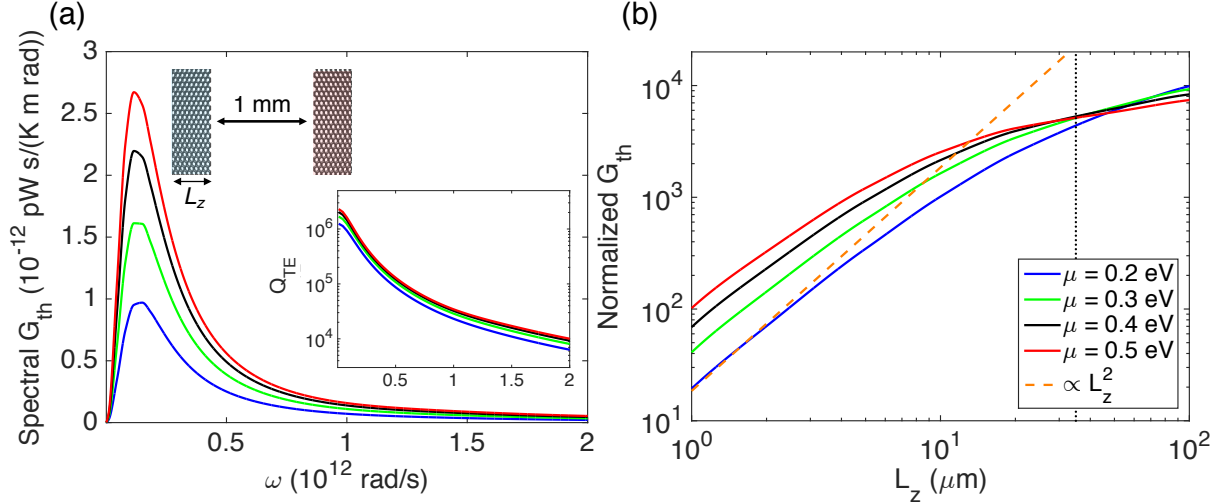 (a)
Spectral G_th (10^-12 pW s/(K m rad))
3
2.5
2
1.5
1
0.5
0
1 mm
L_z
Q_TE
10^6
10^5
10^4
0.5
1
1.5
2
0.5
1
1.5
2
ω (10^12 rad/s)
(b)
Normalized G_th
10^4
10^3
10^2
10^1
μ = 0.2 eV
μ = 0.3 eV
μ = 0.4 eV
μ = 0.5 eV
∝ L_z^2
10^0
10^1
10^2
L_z (μm)